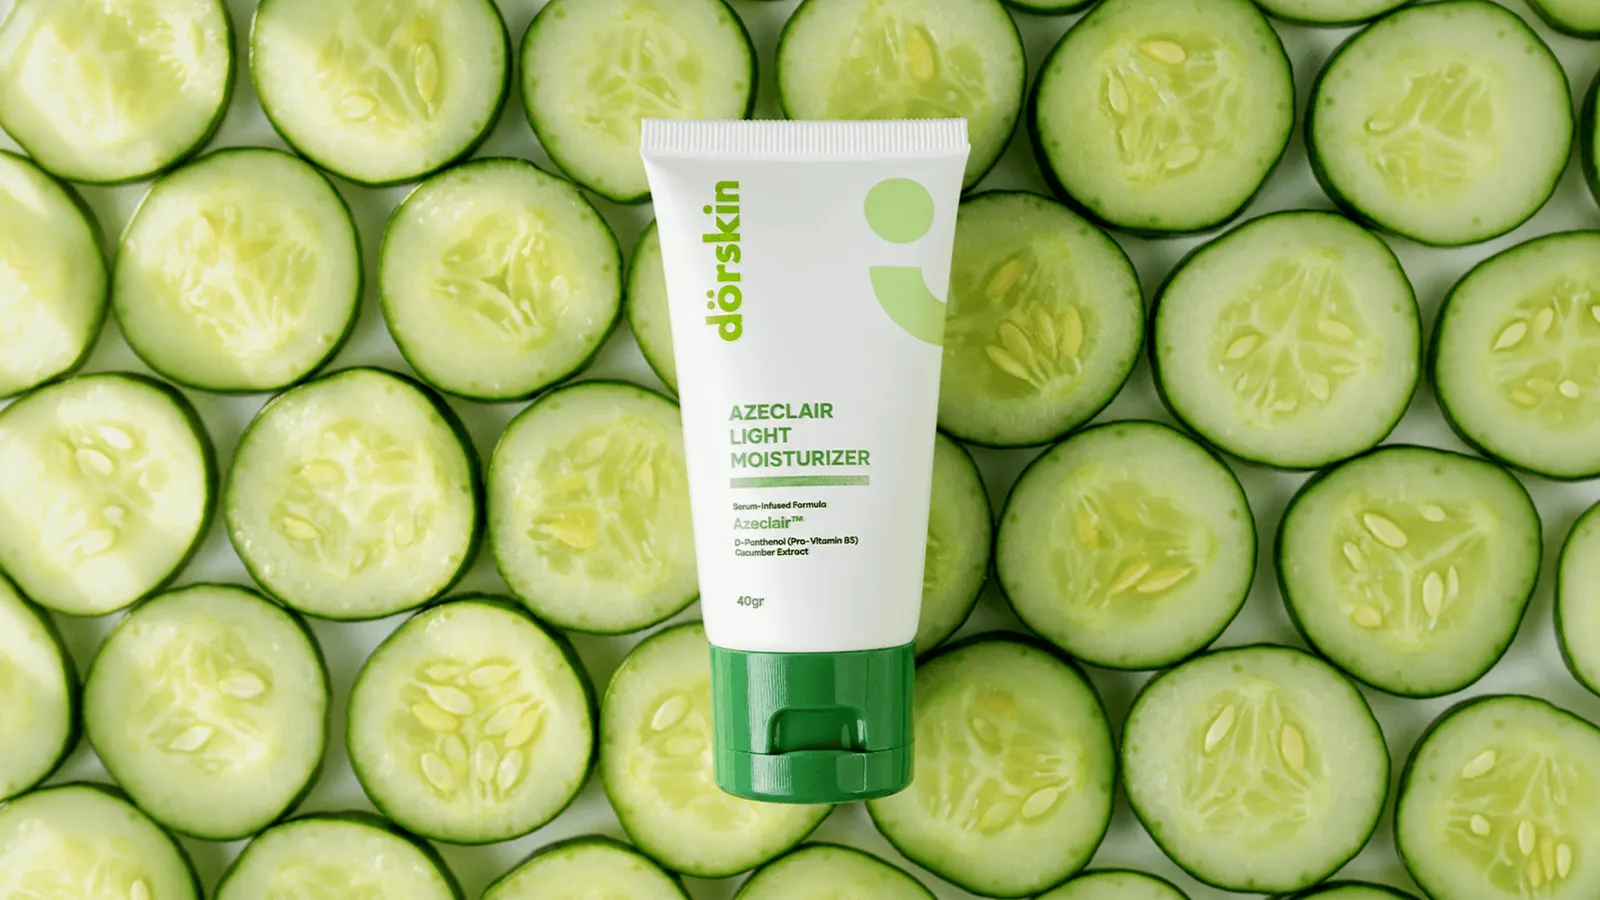 dörskin
AZECLAIR
LIGHT
MOISTURIZER
Serum-Infused Formula
Azeclair™
D-Panthenol (Pro-Vitamin B5)
Cucumber Extract
40gr